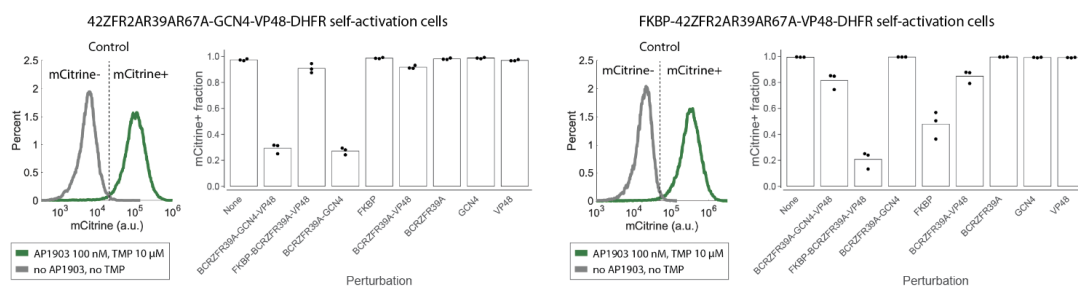 42ZFR2AR39AR67A-GCN4-VP48-DHFR self-activation cells
Control
mCitrine- mCitrine+
Percent
2.5
2
1.5
1
0.5
0
10³ 10⁴ 10⁵ 10⁶
mCitrine (a.u.)
AP1903 100 nM, TMP 10 µM
no AP1903, no TMP
mCitrine+ fraction
1.0
0.8
0.6
0.4
0.2
0.0
None
BCRZFR39A-GCN4-VP48
FKBP-BCRZFR39A-VP48
BCRZFR39A-GCN4
FKBP
BCRZFR39A-VP48
BCRZFR39A
GCN4
VP48
Perturbation
FKBP-42ZFR2AR39AR67A-VP48-DHFR self-activation cells
Control
mCitrine- mCitrine+
Percent
2.5
2
1.5
1
0.5
0
10³ 10⁴ 10⁵ 10⁶
mCitrine (a.u.)
AP1903 100 nM, TMP 10 µM
no AP1903, no TMP
mCitrine+ fraction
1.0
0.8
0.6
0.4
0.2
0.0
None
BCRZFR39A-GCN4-VP48
FKBP-BCRZFR39A-VP48
BCRZFR39A-GCN4
FKBP
BCRZFR39A-VP48
BCRZFR39A
GCN4
VP48
Perturbation